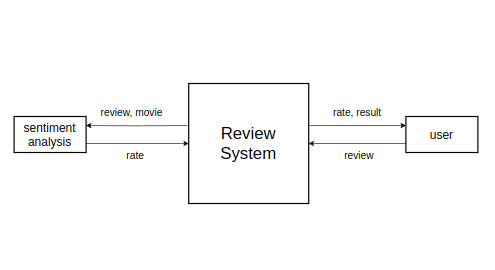 review, movie
rate, result
sentiment
analysis
Review
System
user
rate
review